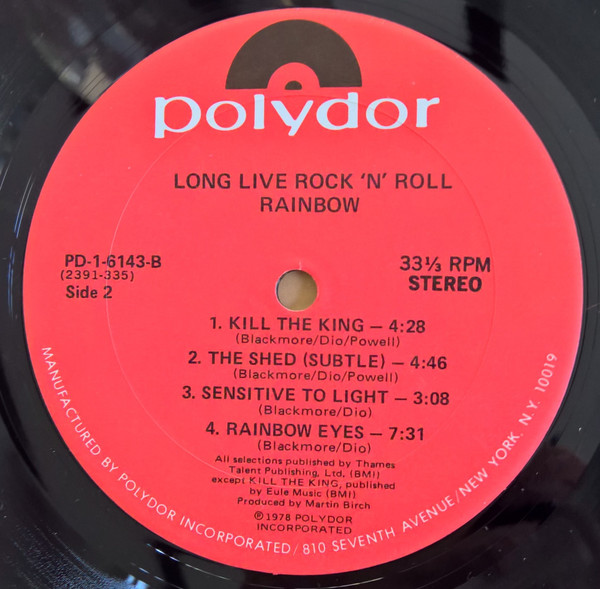 polydor
LONG LIVE ROCK 'N' ROLL
RAINBOW
PD-1-6143-B
(2391-335)
Side 2
33⅓ RPM
STEREO
1. KILL THE KING — 4:28
(Blackmore/Dio/Powell)
2. THE SHED (SUBTLE) — 4:46
(Blackmore/Dio/Powell)
3. SENSITIVE TO LIGHT — 3:08
(Blackmore/Dio)
4. RAINBOW EYES — 7:31
(Blackmore/Dio)
All selections published by Thames
Talent Publishing, Ltd. (BMI)
except KILL THE KING, published
by Eule Music (BMI)
Produced by Martin Birch
℗1978 POLYDOR
INCORPORATED
MANUFACTURED BY POLYDOR INCORPORATED/810 SEVENTH AVENUE/NEW YORK. N.Y. 10019